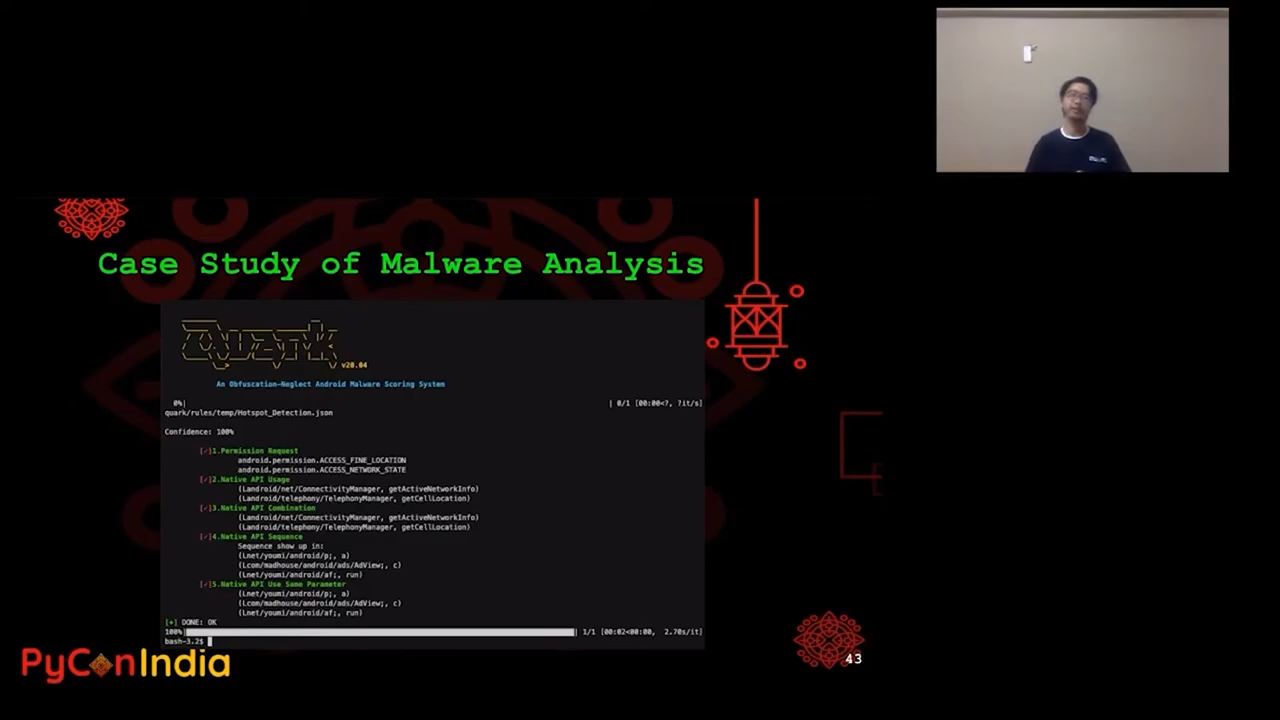 Case Study of Malware Analysis
Quark
v20.04
An Obfuscation-Neglect Android Malware Scoring System
0%| | 0/1 [00:00<?, ?it/s]
quark/rules/temp/Hotspot_Detection.json
Confidence: 100%
[✓]1.Permission Request
android.permission.ACCESS_FINE_LOCATION
android.permission.ACCESS_NETWORK_STATE
[✓]2.Native API Usage
(Landroid/net/ConnectivityManager, getActiveNetworkInfo)
(Landroid/telephony/TelephonyManager, getCellLocation)
[✓]3.Native API Combination
(Landroid/net/ConnectivityManager, getActiveNetworkInfo)
(Landroid/telephony/TelephonyManager, getCellLocation)
[✓]4.Native API Sequence
Sequence show up in:
(Lnet/youmi/android/p;, a)
(Lcom/madhouse/android/ads/AdView;, c)
(Lnet/youmi/android/af;, run)
[✓]5.Native API Use Same Parameter
(Lnet/youmi/android/p;, a)
(Lcom/madhouse/android/ads/AdView;, c)
(Lnet/youmi/android/af;, run)
[+] DONE: OK
100%| | 1/1 [00:02<00:00, 2.70s/it]
bash-3.2$
PyConIndia
43